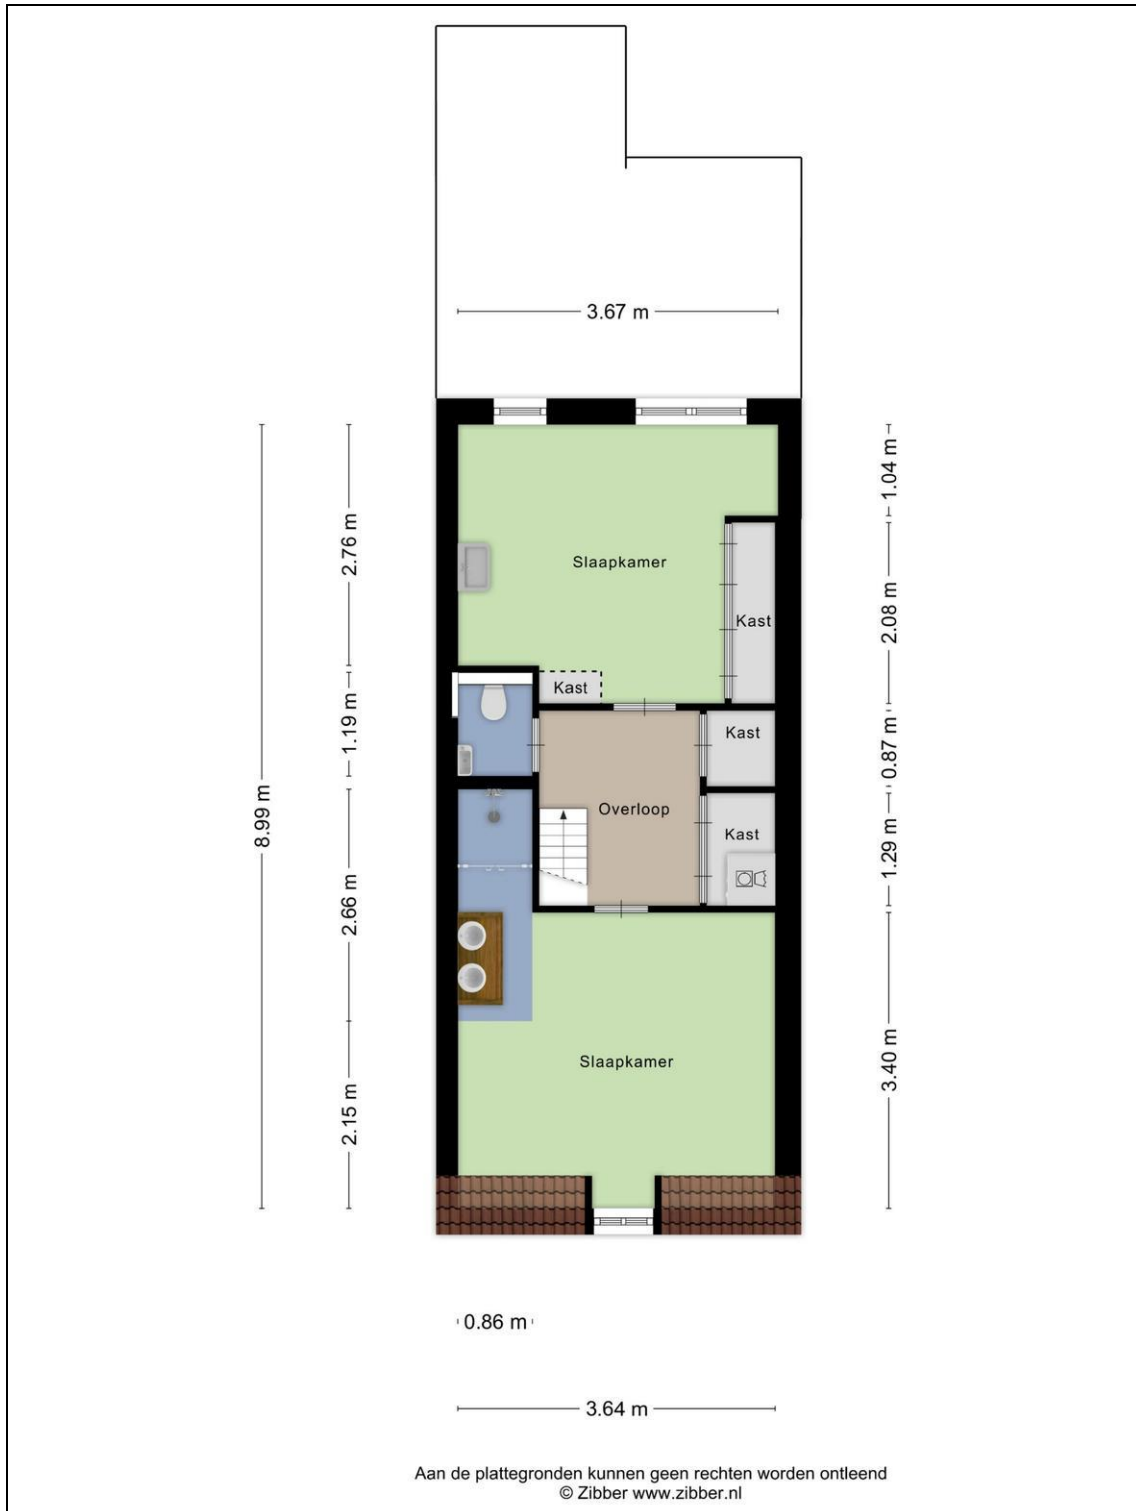 3.67 m
1.04 m
2.76 m
Slaapkamer
2.08 m
Kast
Kast
1.19 m
Kast
0.87 m
8.99 m
Overloop
Kast
1.29 m
2.66 m
Slaapkamer
3.40 m
2.15 m
0.86 m
3.64 m
Aan de plattegronden kunnen geen rechten worden ontleend
© Zibber www.zibber.nl